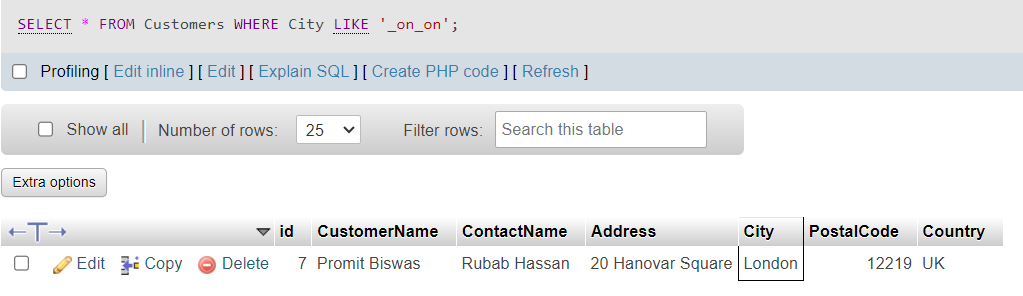 SELECT * FROM Customers WHERE City LIKE '_on_on';
Profiling [ Edit inline ] [ Edit ] [ Explain SQL ] [ Create PHP code ] [ Refresh ]
Show all Number of rows: 25 Filter rows: Search this table
Extra options
←T→ id CustomerName ContactName Address City PostalCode Country
Edit Copy Delete 7 Promit Biswas Rubab Hassan 20 Hanovar Square London 12219 UK